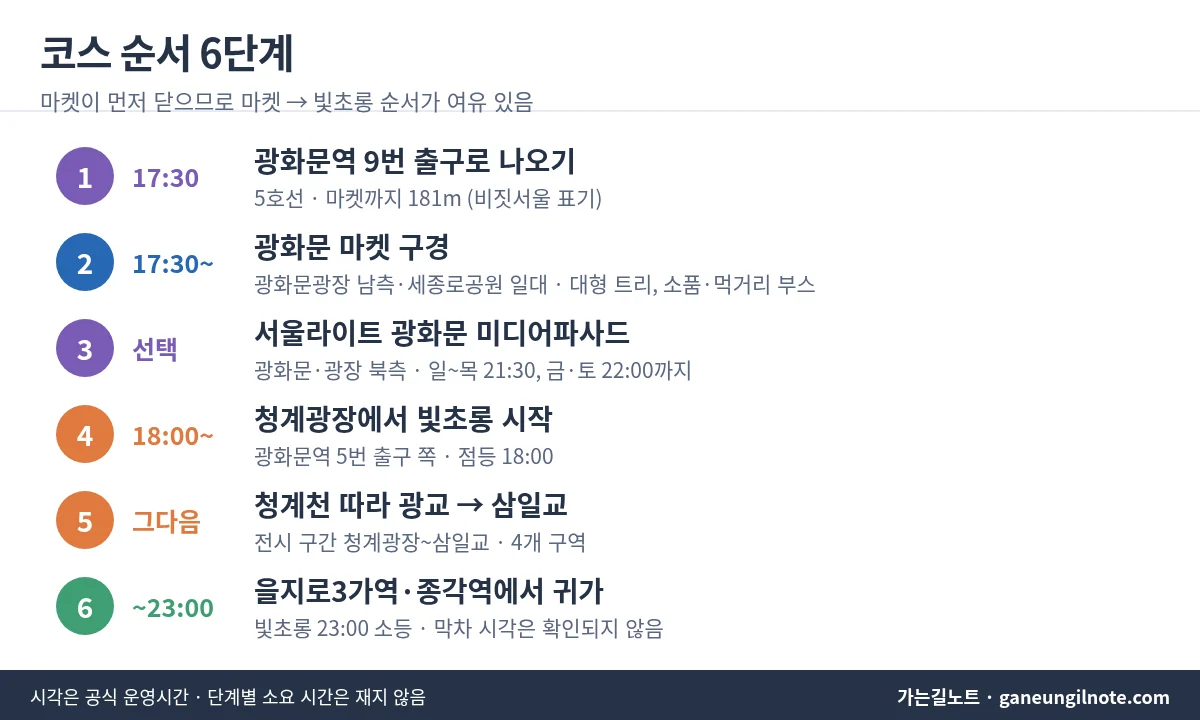 코스 순서 6단계
마켓이 먼저 닫으므로 마켓 → 빛초롱 순서가 여유 있음
1 17:30 광화문역 9번 출구로 나오기
5호선 · 마켓까지 181m (비짓서울 표기)
2 17:30~ 광화문 마켓 구경
광화문광장 남측·세종로공원 일대 · 대형 트리, 소품·먹거리 부스
3 선택 서울라이트 광화문 미디어파사드
광화문·광장 북측 · 일~목 21:30, 금·토 22:00까지
4 18:00~ 청계광장에서 빛초롱 시작
광화문역 5번 출구 쪽 · 점등 18:00
5 그다음 청계천 따라 광교 → 삼일교
전시 구간 청계광장~삼일교 · 4개 구역
6 ~23:00 을지로3가역·종각역에서 귀가
빛초롱 23:00 소등 · 막차 시각은 확인되지 않음
시각은 공식 운영시간 · 단계별 소요 시간은 재지 않음
가는길노트 · ganeungilnote.com